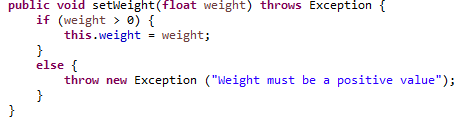 public void setWeight(float weight) throws Exception {
    if (weight > 0) {
        this.weight = weight;
    }
    else {
        throw new Exception ("Weight must be a positive value");
    }
}